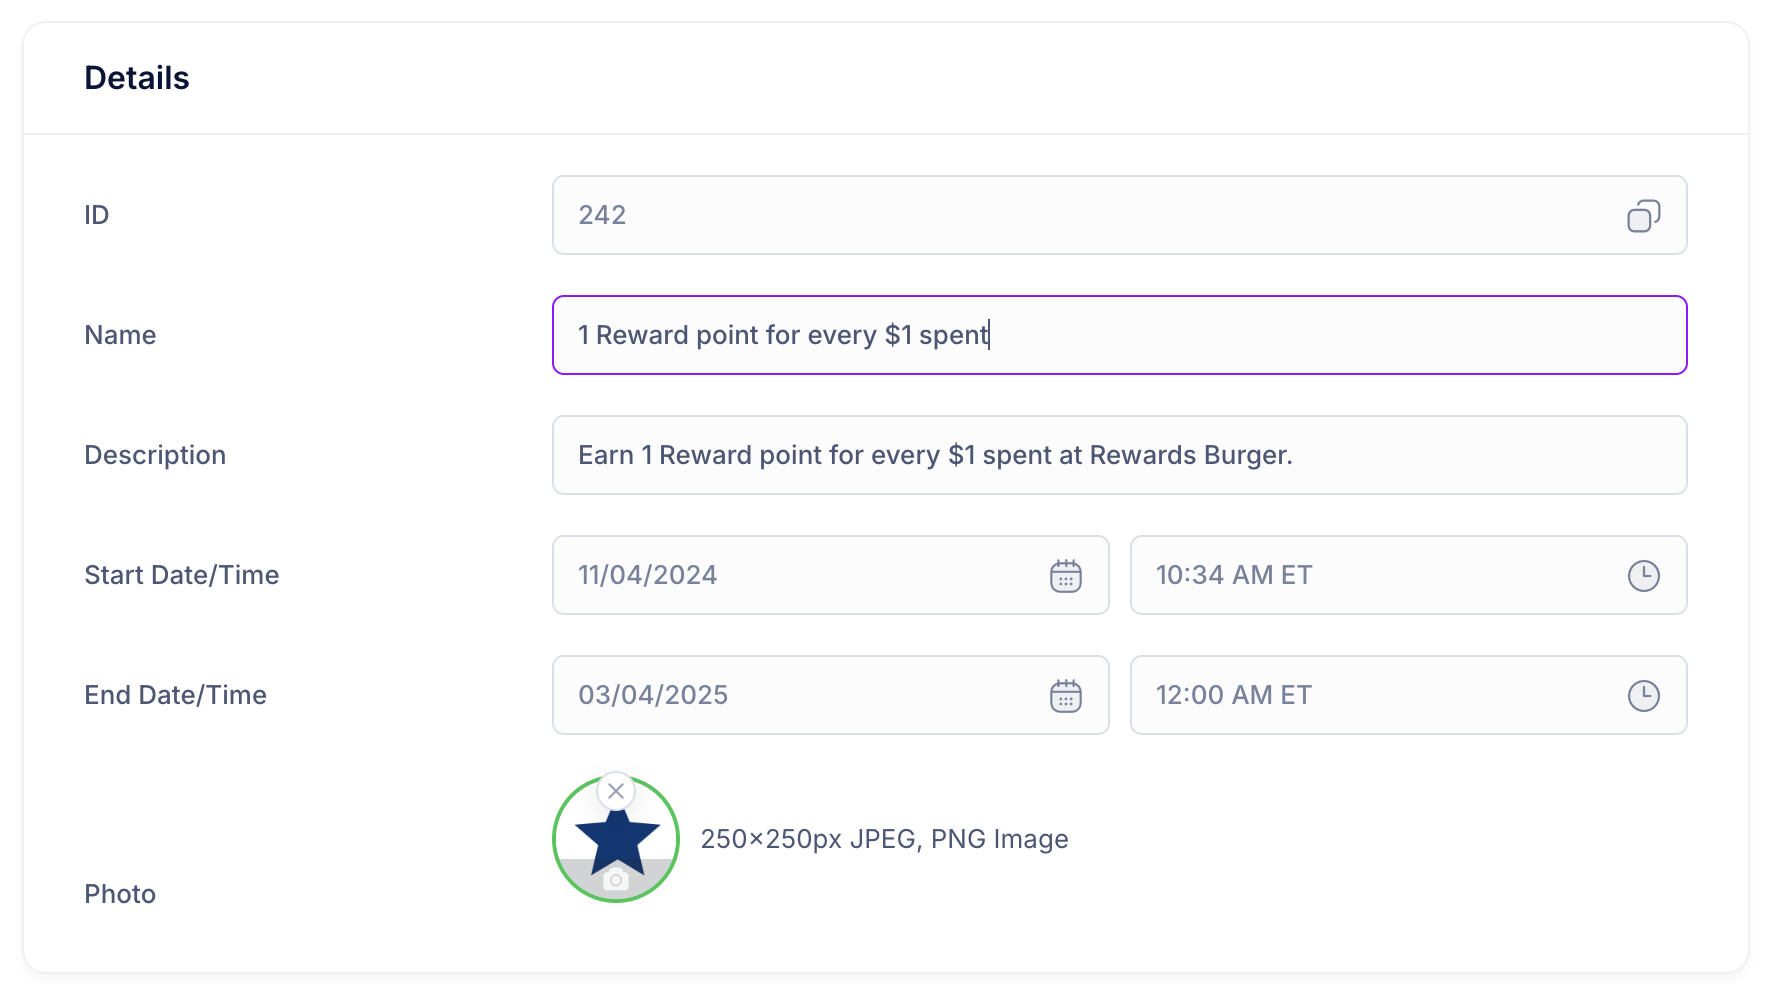 Details
ID
242
Name
1 Reward point for every $1 spent
Description
Earn 1 Reward point for every $1 spent at Rewards Burger.
Start Date/Time
11/04/2024
10:34 AM ET
End Date/Time
03/04/2025
12:00 AM ET
Photo
250×250px JPEG, PNG Image